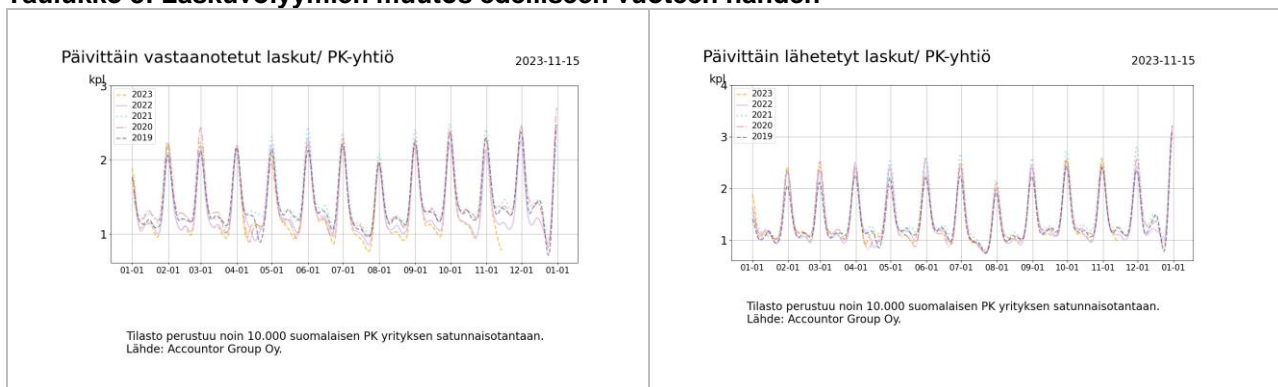 Taulukko 3: Laskuvolyymien muutos edelliseen vuoteen nähden
Päivittäin vastaanotetut laskut/ PK-yhtiö
2023-11-15
kpl
3
2
1
2023
2022
2021
2020
2019
01-01 02-01 03-01 04-01 05-01 06-01 07-01 08-01 09-01 10-01 11-01 12-01 01-01
Tilasto perustuu noin 10.000 suomalaisen PK yrityksen satunnaisotantaan.
Lähde: Accountor Group Oy.
Päivittäin lähetetyt laskut/ PK-yhtiö
2023-11-15
kpl
4
3
2
1
2023
2022
2021
2020
2019
01-01 02-01 03-01 04-01 05-01 06-01 07-01 08-01 09-01 10-01 11-01 12-01 01-01
Tilasto perustuu noin 10.000 suomalaisen PK yrityksen satunnaisotantaan.
Lähde: Accountor Group Oy.